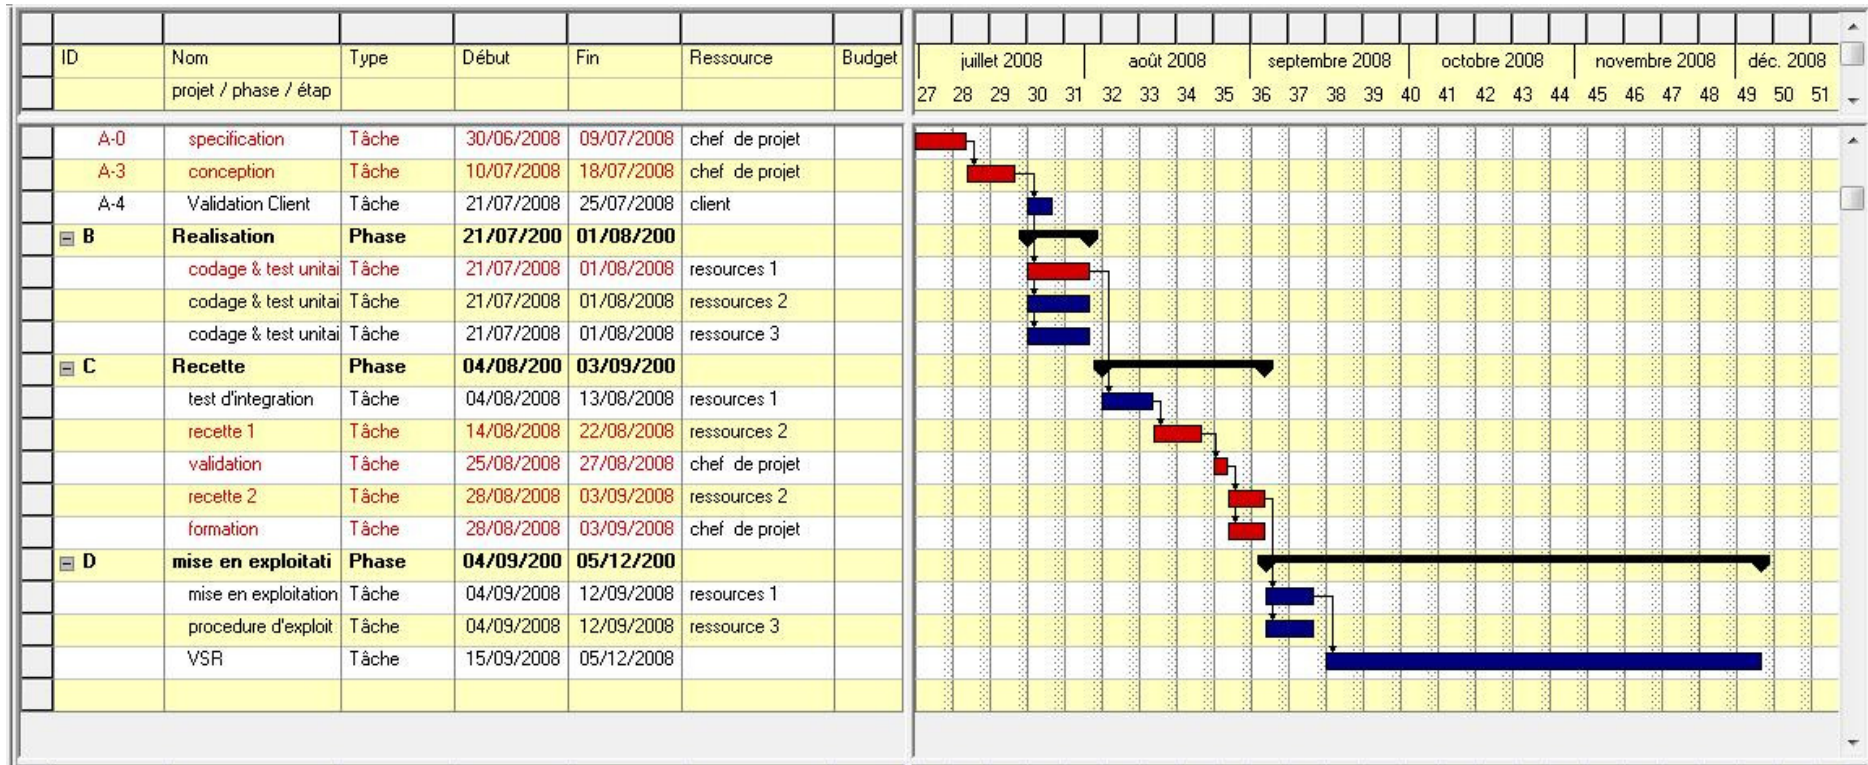 ID Nom Type Début Fin Ressource Budget juillet 2008 août 2008 septembre 2008 octobre 2008 novembre 2008 déc. 2008
projet / phase / étap 27 28 29 30 31 32 33 34 35 36 37 38 39 40 41 42 43 44 45 46 47 48 49 50 51
A-0 specification Tâche 30/06/2008 09/07/2008 chef de projet
A-3 conception Tâche 10/07/2008 18/07/2008 chef de projet
A-4 Validation Client Tâche 21/07/2008 25/07/2008 client
B Realisation Phase 21/07/200 01/08/200
codage & test unitai Tâche 21/07/2008 01/08/2008 resources 1
codage & test unitai Tâche 21/07/2008 01/08/2008 ressources 2
codage & test unitai Tâche 21/07/2008 01/08/2008 ressource 3
C Recette Phase 04/08/200 03/09/200
test d'integration Tâche 04/08/2008 13/08/2008 resources 1
recette 1 Tâche 14/08/2008 22/08/2008 ressources 2
validation Tâche 25/08/2008 27/08/2008 chef de projet
recette 2 Tâche 28/08/2008 03/09/2008 ressources 2
formation Tâche 28/08/2008 03/09/2008 chef de projet
D mise en exploitati Phase 04/09/200 05/12/200
mise en exploitation Tâche 04/09/2008 12/09/2008 resources 1
procedure d'exploit Tâche 04/09/2008 12/09/2008 ressource 3
VSR Tâche 15/09/2008 05/12/2008